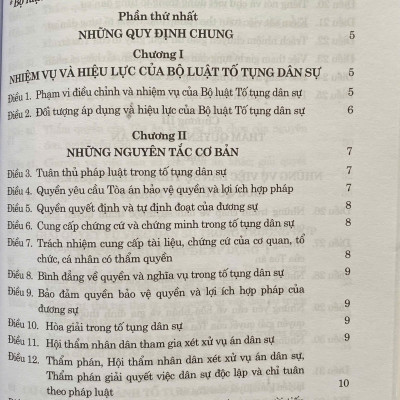 Phần thứ nhất
NHỮNG QUY ĐỊNH CHUNG 5
Chương I
NHIỆM VỤ VÀ HIỆU LỰC CỦA BỘ LUẬT TỐ TỤNG DÂN SỰ 5
Điều 1. Phạm vi điều chỉnh và nhiệm vụ của Bộ luật Tố tụng dân sự 5
Điều 2. Đối tượng áp dụng và hiệu lực của Bộ luật Tố tụng dân sự 6
Chương II
NHỮNG NGUYÊN TẮC CƠ BẢN 7
Điều 3. Tuân thủ pháp luật trong tố tụng dân sự 7
Điều 4. Quyền yêu cầu Tòa án bảo vệ quyền và lợi ích hợp pháp 7
Điều 5. Quyền quyết định và tự định đoạt của đương sự 8
Điều 6. Cung cấp chứng cứ và chứng minh trong tố tụng dân sự 8
Điều 7. Trách nhiệm cung cấp tài liệu, chứng cứ của cơ quan, tổ
chức, cá nhân có thẩm quyền 8
Điều 8. Bình đẳng về quyền và nghĩa vụ trong tố tụng dân sự 9
Điều 9. Bảo đảm quyền bảo vệ quyền và lợi ích hợp pháp của
đương sự 9
Điều 10. Hòa giải trong tố tụng dân sự 9
Điều 11. Hội thẩm nhân dân tham gia xét xử vụ án dân sự 9
Điều 12. Thẩm phán, Hội thẩm nhân dân xét xử vụ án dân sự,
Thẩm phán giải quyết việc dân sự độc lập và chỉ tuân
theo pháp luật 10